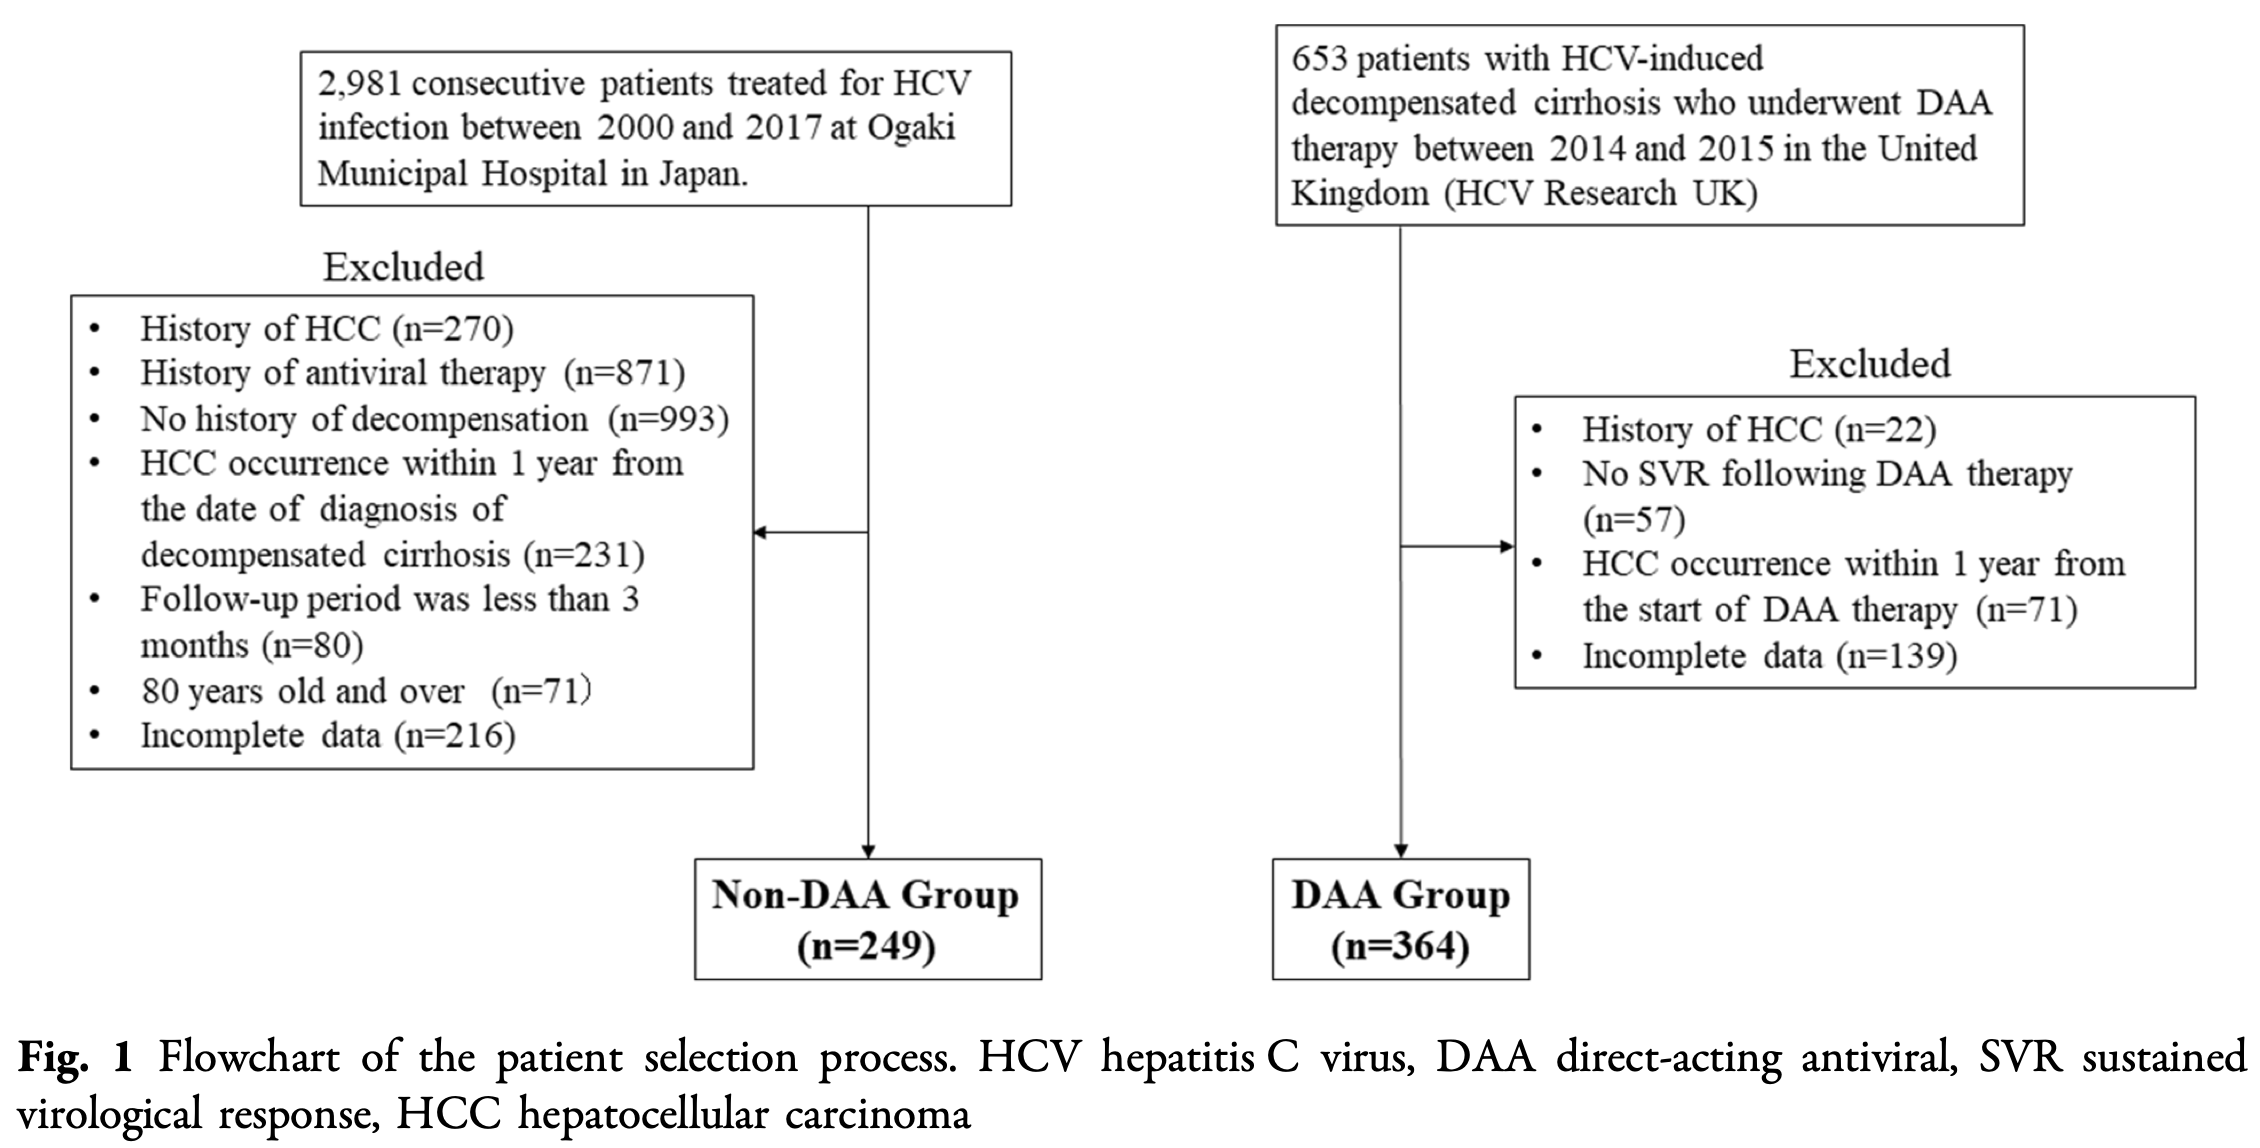 2,981 consecutive patients treated for HCV
infection between 2000 and 2017 at Ogaki
Municipal Hospital in Japan.
Excluded
• History of HCC (n=270)
• History of antiviral therapy (n=871)
• No history of decompensation (n=993)
• HCC occurrence within 1 year from
the date of diagnosis of
decompensated cirrhosis (n=231)
• Follow-up period was less than 3
months (n=80)
• 80 years old and over (n=71)
• Incomplete data (n=216)
Non-DAA Group
(n=249)
653 patients with HCV-induced
decompensated cirrhosis who underwent DAA
therapy between 2014 and 2015 in the United
Kingdom (HCV Research UK)
Excluded
• History of HCC (n=22)
• No SVR following DAA therapy
(n=57)
• HCC occurrence within 1 year from
the start of DAA therapy (n=71)
• Incomplete data (n=139)
DAA Group
(n=364)
Fig. 1 Flowchart of the patient selection process. HCV hepatitis C virus, DAA direct-acting antiviral, SVR sustained
virological response, HCC hepatocellular carcinoma